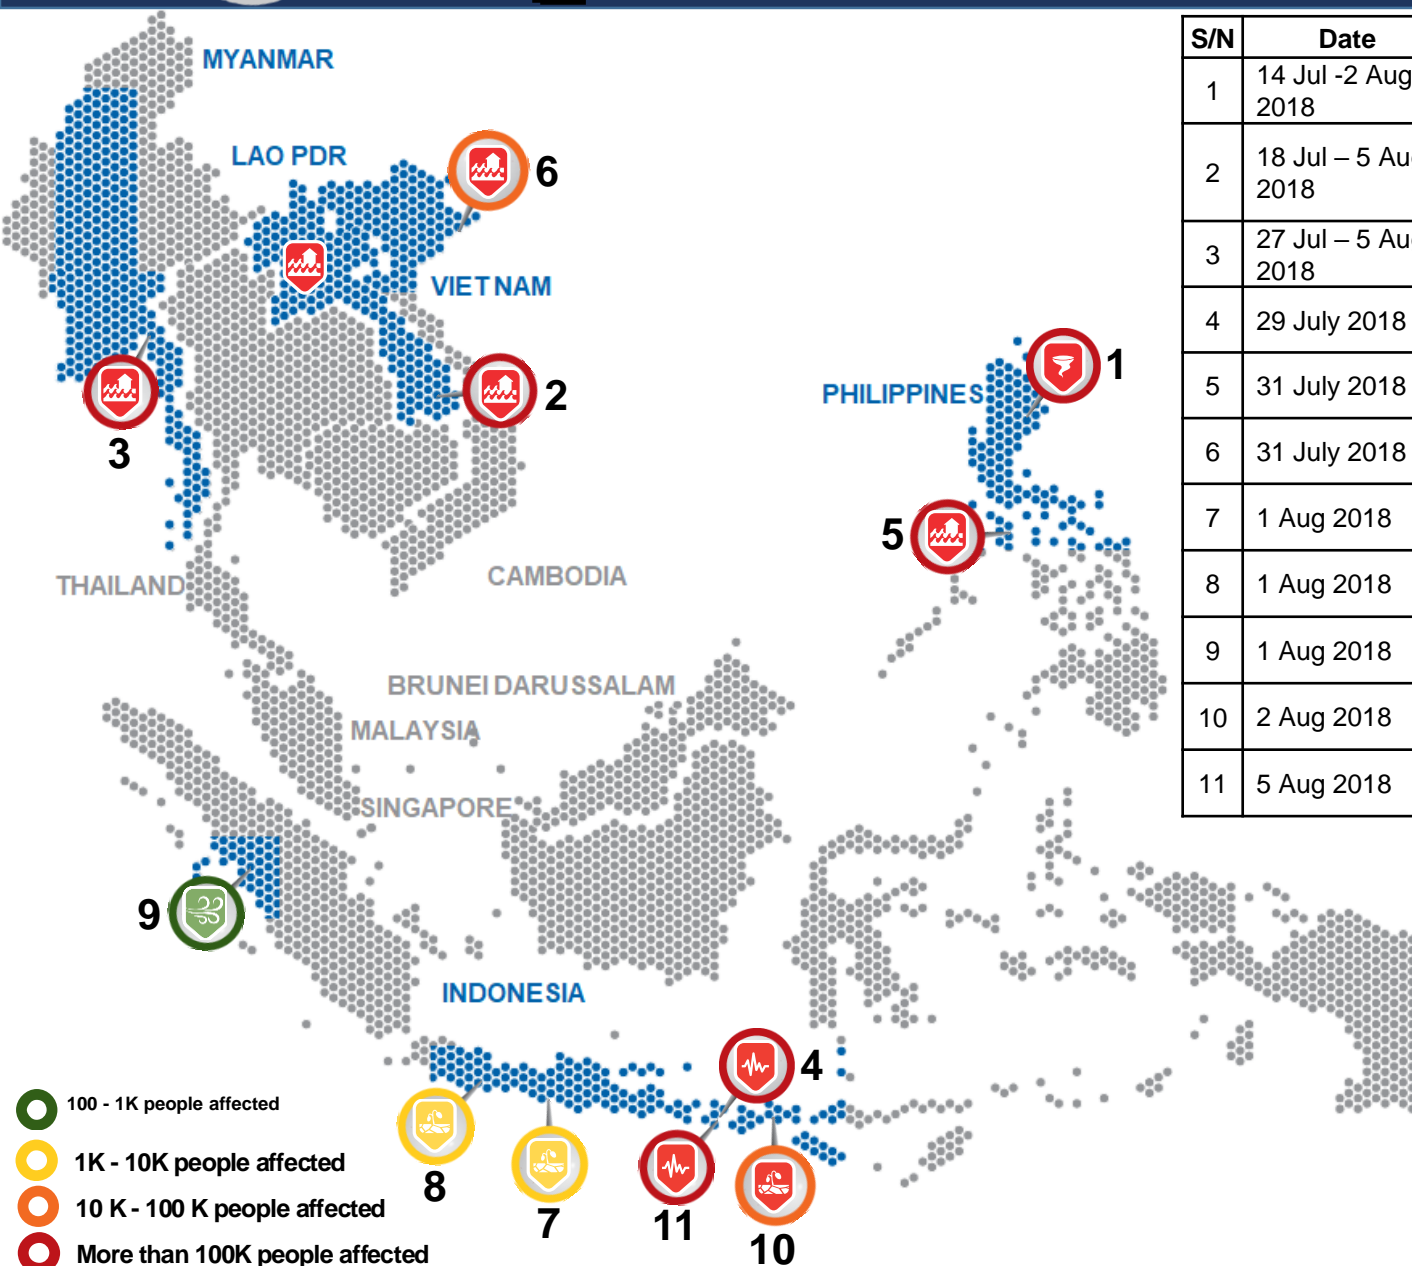 MYANMAR
LAO PDR
6
VIETNAM
2
3
1
PHILIPPINES
5
THAILAND
CAMBODIA
BRUNEI DARUSSALAM
MALAYSIA
SINGAPORE
9
INDONESIA
4
8
7
11
10
100 - 1K people affected
1K - 10K people affected
10 K - 100 K people affected
More than 100K people affected
S/N Date
1 14 Jul -2 Aug
2018
2 18 Jul – 5 Au
2018
3 27 Jul – 5 Au
2018
4 29 July 2018
5 31 July 2018
6 31 July 2018
7 1 Aug 2018
8 1 Aug 2018
9 1 Aug 2018
10 2 Aug 2018
11 5 Aug 2018